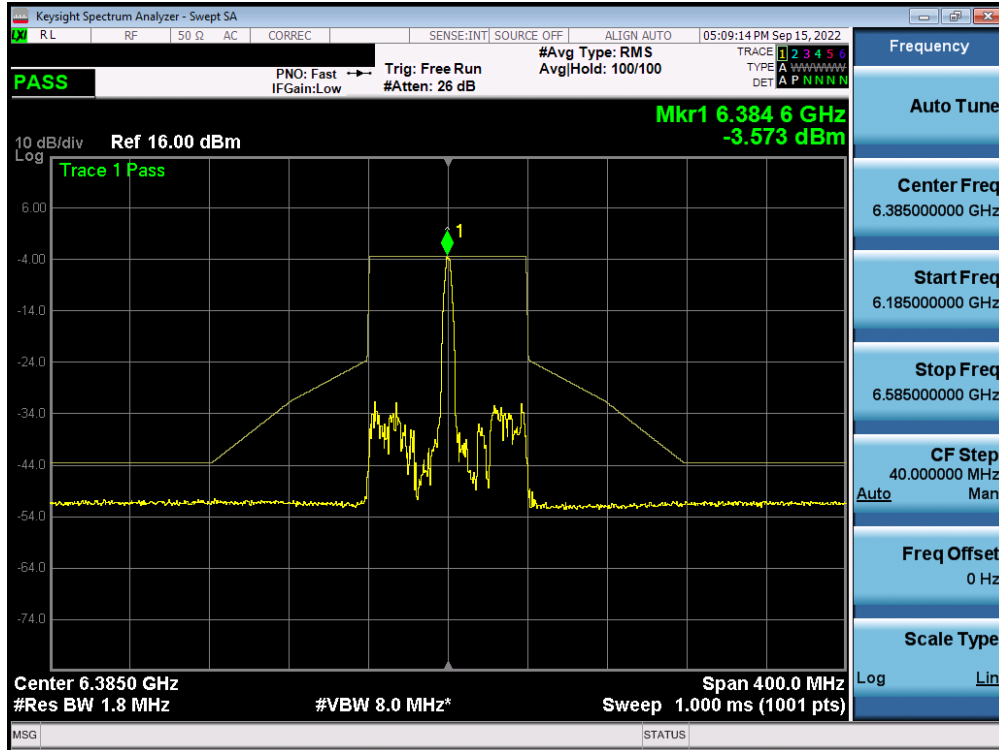 Keysight Spectrum Analyzer - Swept SA
LXI RL RF 50 Ω AC CORREC SENSE:INT SOURCE OFF ALIGN AUTO 05:09:14 PM Sep 15, 2022
PASS
PNO: Fast
IFGain:Low
Trig: Free Run
#Atten: 26 dB
#Avg Type: RMS
Avg|Hold: 100/100
TRACE 1 2 3 4 5 6
TYPE A WWWWW
DET A P N N N N
Mkr1 6.384 6 GHz
-3.573 dBm
10 dB/div Ref 16.00 dBm
Log
Trace 1 Pass
1
6.00
-4.00
-14.0
-24.0
-34.0
-44.0
-54.0
-64.0
-74.0
Center 6.3850 GHz Span 400.0 MHz
#Res BW 1.8 MHz #VBW 8.0 MHz* Sweep 1.000 ms (1001 pts)
MSG STATUS
Frequency
Auto Tune
Center Freq
6.385000000 GHz
Start Freq
6.185000000 GHz
Stop Freq
6.585000000 GHz
CF Step
40.000000 MHz
Auto Man
Freq Offset
0 Hz
Scale Type
Log Lin